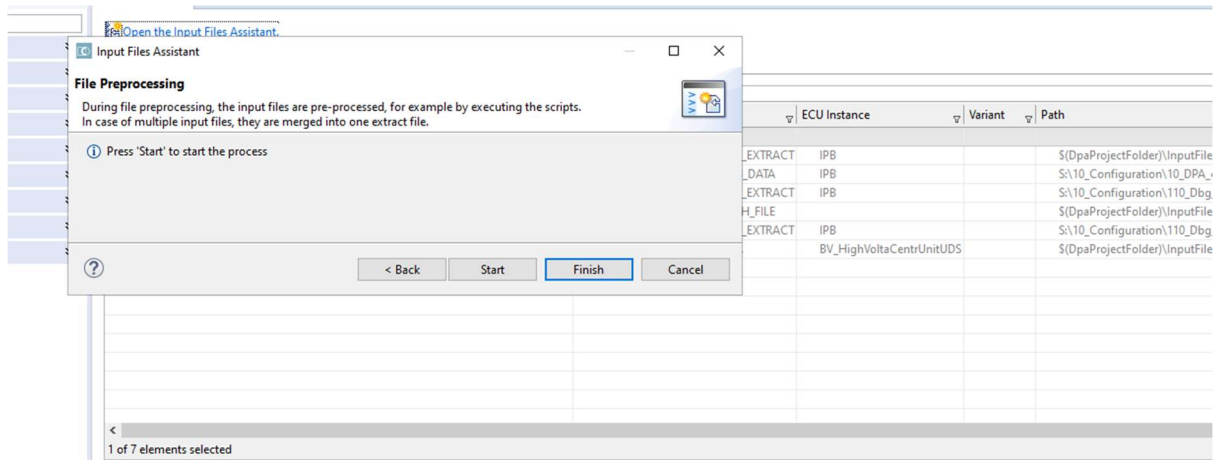 Open the Input Files Assistant.
Input Files Assistant
File Preprocessing
During file preprocessing, the input files are pre-processed, for example by executing the scripts.
In case of multiple input files, they are merged into one extract file.
Press 'Start' to start the process
< Back Start Finish Cancel
ECU Instance Variant Path
_EXTRACT IPB $(DpaProjectFolder)\InputFile
_DATA IPB S:\10_Configuration\10_DPA_
_EXTRACT IPB S:\10_Configuration\110_Dbg_
H_FILE $(DpaProjectFolder)\InputFile
_EXTRACT IPB S:\10_Configuration\110_Dbg_
BV_HighVoltaCentrUnitUDS $(DpaProjectFolder)\InputFile
1 of 7 elements selected